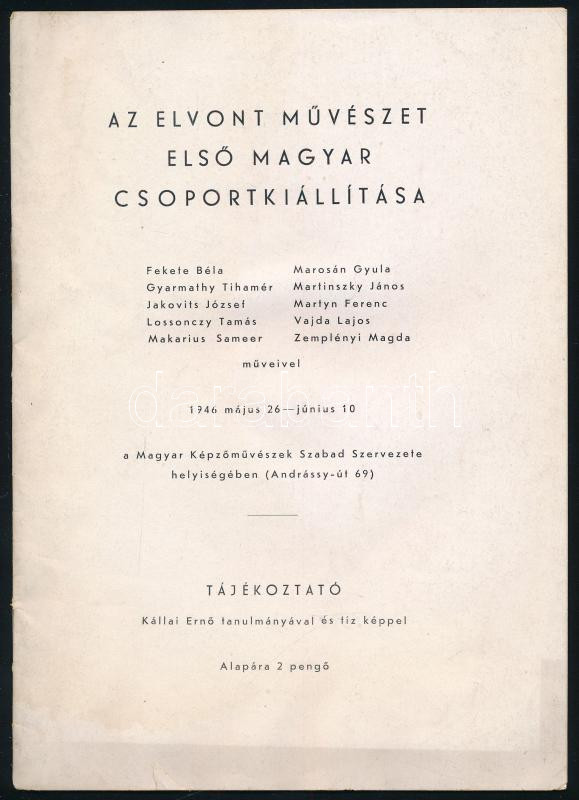 AZ ELVONT MŰVÉSZET
ELSŐ MAGYAR
CSOPORTKIÁLLÍTÁSA
Fekete Béla
Gyarmathy Tihamér
Jakovits József
Lossonczy Tamás
Makarius Sameer
Marosán Gyula
Martinszky János
Martyn Ferenc
Vajda Lajos
Zemplényi Magda
műveivel
darabanth
1946 május 26—június 10
a Magyar Képzőművészek Szabad Szervezete
helyiségében (Andrássy-út 69)
TÁJÉKOZTATÓ
Kállai Ernő tanulmányával és tíz képpel
Alapára 2 pengő